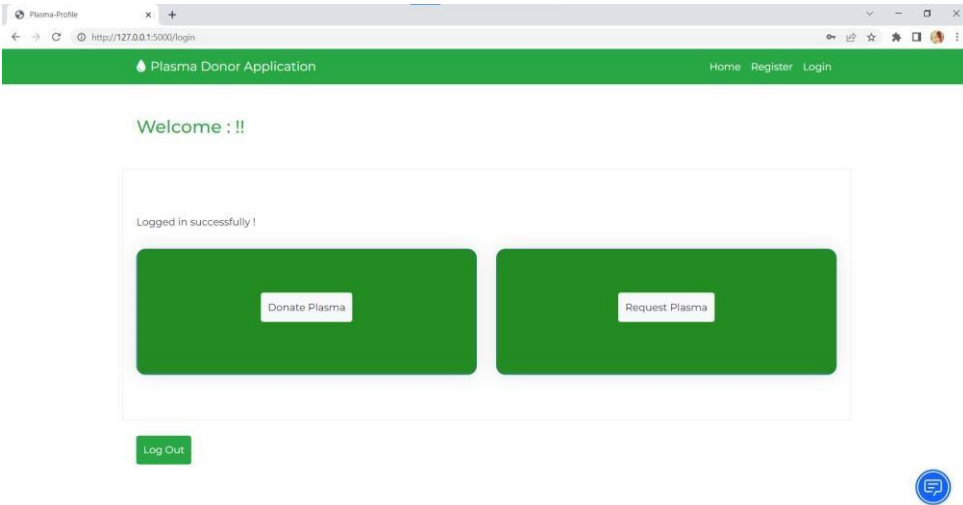 Plasma-Profile
http://127.0.0.1:5000/login
Plasma Donor Application
Home Register Login
Welcome : !!
Logged in successfully !
Donate Plasma Request Plasma
Log Out